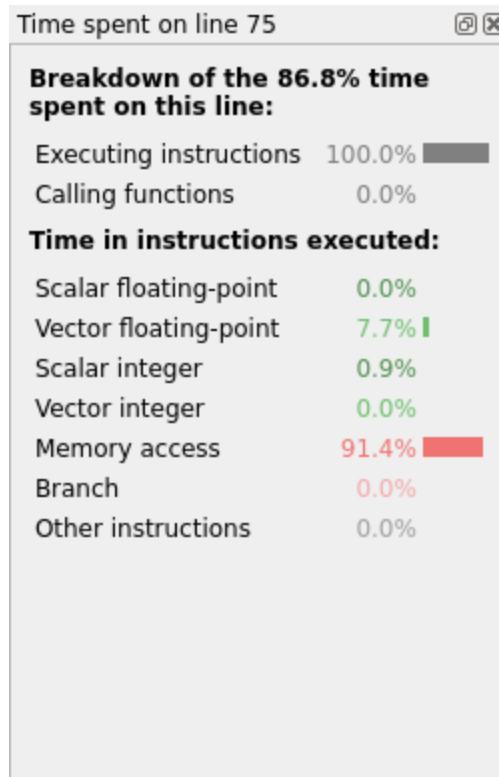 Time spent on line 75
Breakdown of the 86.8% time
spent on this line:
Executing instructions 100.0%
Calling functions 0.0%
Time in instructions executed:
Scalar floating-point 0.0%
Vector floating-point 7.7%
Scalar integer 0.9%
Vector integer 0.0%
Memory access 91.4%
Branch 0.0%
Other instructions 0.0%